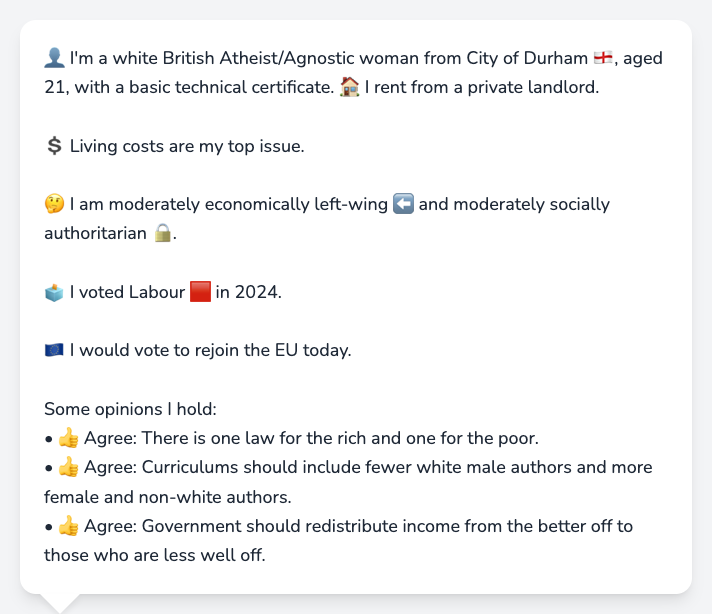 👤 I'm a white British Atheist/Agnostic woman from City of Durham 🏴󠁧󠁢󠁥󠁮󠁧󠁿, aged
21, with a basic technical certificate. 🏠 I rent from a private landlord.
💲 Living costs are my top issue.
🤔 I am moderately economically left-wing ⬅️ and moderately socially
authoritarian 🔒.
🗳️ I voted Labour 🟥 in 2024.
🇪🇺 I would vote to rejoin the EU today.
Some opinions I hold:
• 👍 Agree: There is one law for the rich and one for the poor.
• 👍 Agree: Curriculums should include fewer white male authors and more
female and non-white authors.
• 👍 Agree: Government should redistribute income from the better off to
those who are less well off.